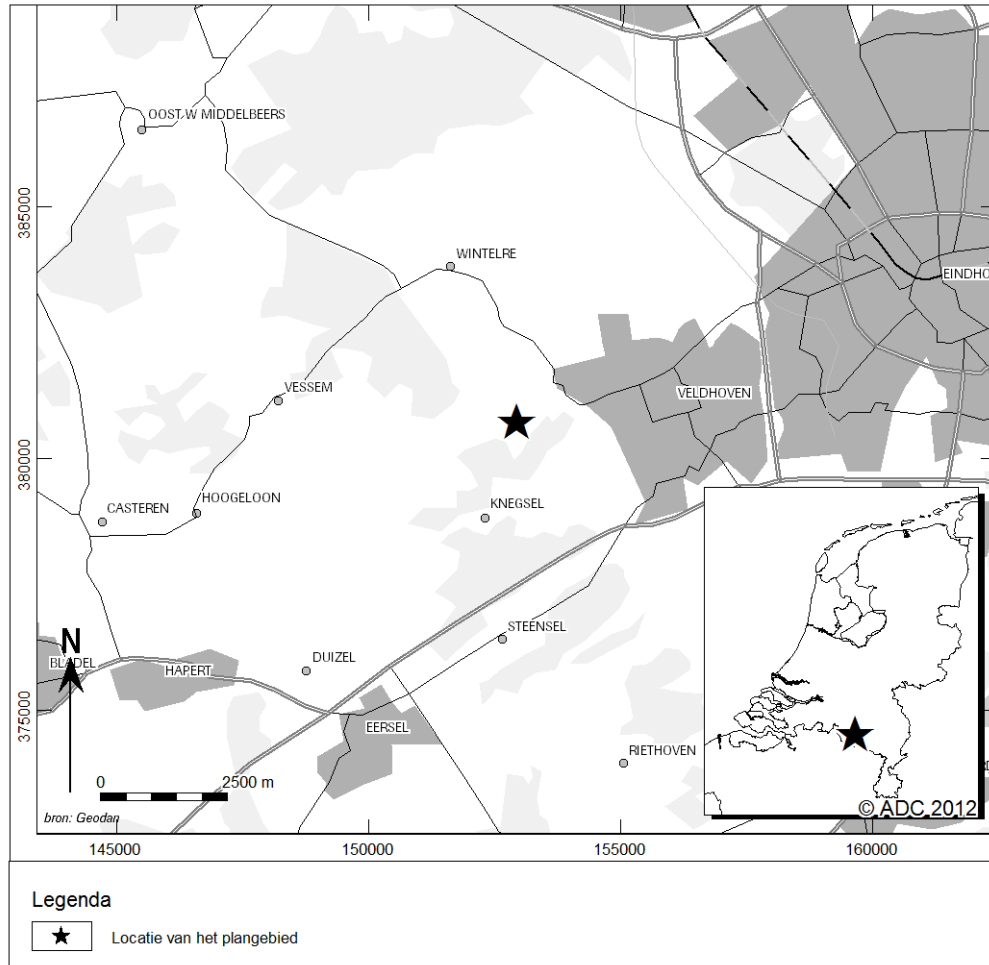 OOST W MIDDELBEERS
385000
WINTELRE
EINDHO
VESSEM
VELDHOVEN
380000
CASTEREN
HOOGELOON
KNEGSEL
STEENSEL
N
BLADEL
HAPERT
DUIZEL
375000
EERSEL
RIETHOVEN
0 2500 m
bron: Geodan
© ADC 2012
145000 150000 155000 160000
Legenda
Locatie van het plangebied